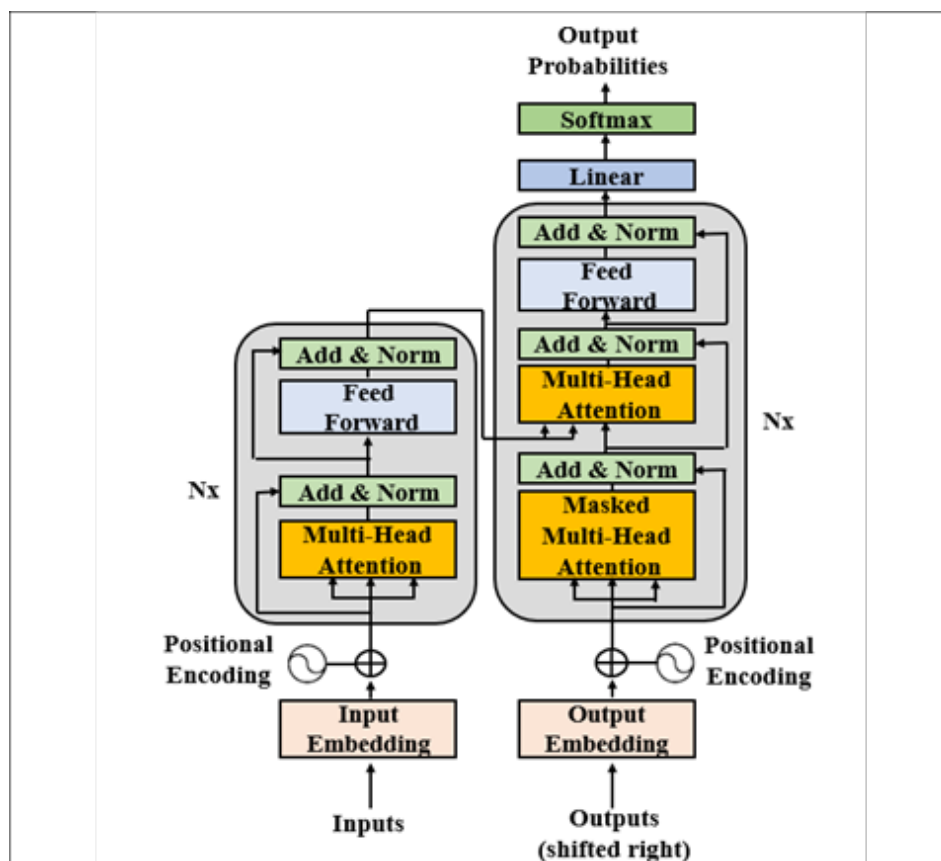 Output
Probabilities
Softmax
Linear
Add & Norm
Feed
Forward
Add & Norm
Multi-Head
Attention
Nx
Add & Norm
Masked
Multi-Head
Attention
Add & Norm
Feed
Forward
Nx
Add & Norm
Multi-Head
Attention
Positional
Encoding
Positional
Encoding
Input
Embedding
Output
Embedding
Inputs
Outputs
(shifted right)